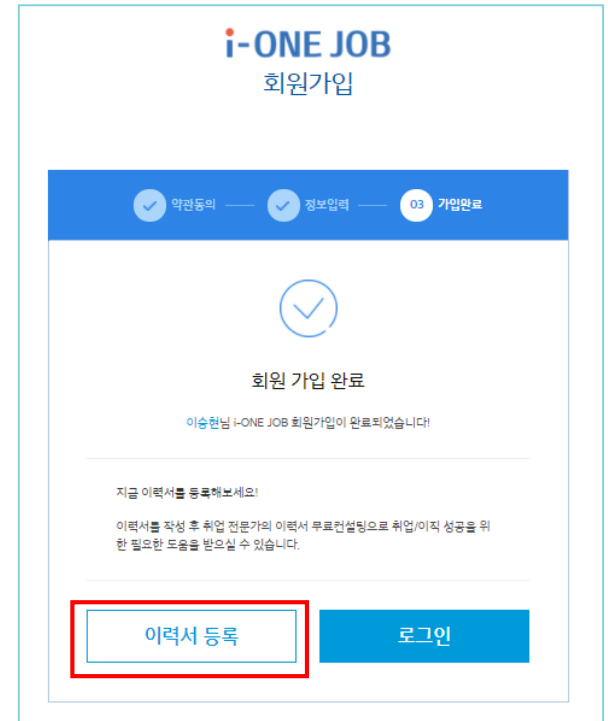 i-ONE JOB
회원가입
약관동의 정보입력 03 가입완료
회원 가입 완료
이승현님 i-ONE JOB 회원가입이 완료되었습니다!
지금 이력서를 등록해보세요!
이력서를 작성 후 취업 전문가의 이력서 무료컨설팅으로 취업/이직 성공을 위
한 필요한 도움을 받으실 수 있습니다.
이력서 등록 로그인